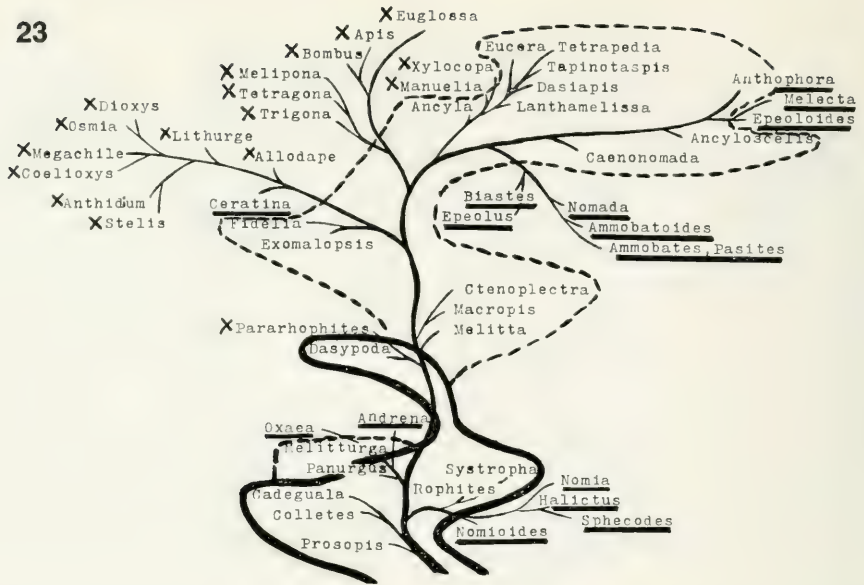 23
X Euglossa
X Apis
X Bombus
Eucera Tetrapedia
X Xylocopa
Tapinotaspis
X Melipona
X Manuelia
Dasiapis
Anthophora
X Tetragona
Ancyla
Lanthamelissa
Melecta
X Dioxys
X Trigona
Epeoloides
X Osmia
X Lithurge
Ancyloscelis
X Megachile
X Allodape
Caenonomada
X Coelioxys
Biastes
X Anthidium
Ceratina
Epeolus
Nomada
X Stelis
Fidelia
Ammobatoides
Exomalopsis
Ammobates, Pasites
Ctenoplectra
Macropis
X Pararhophites
Melitta
Dasypoda
Andrena
Oxaea
Melitturga
Panurgus
Systropha
Nomia
Cadeguala
Rophites
Halictus
Colletes
Sphecodes
Prosopis
Nomioides